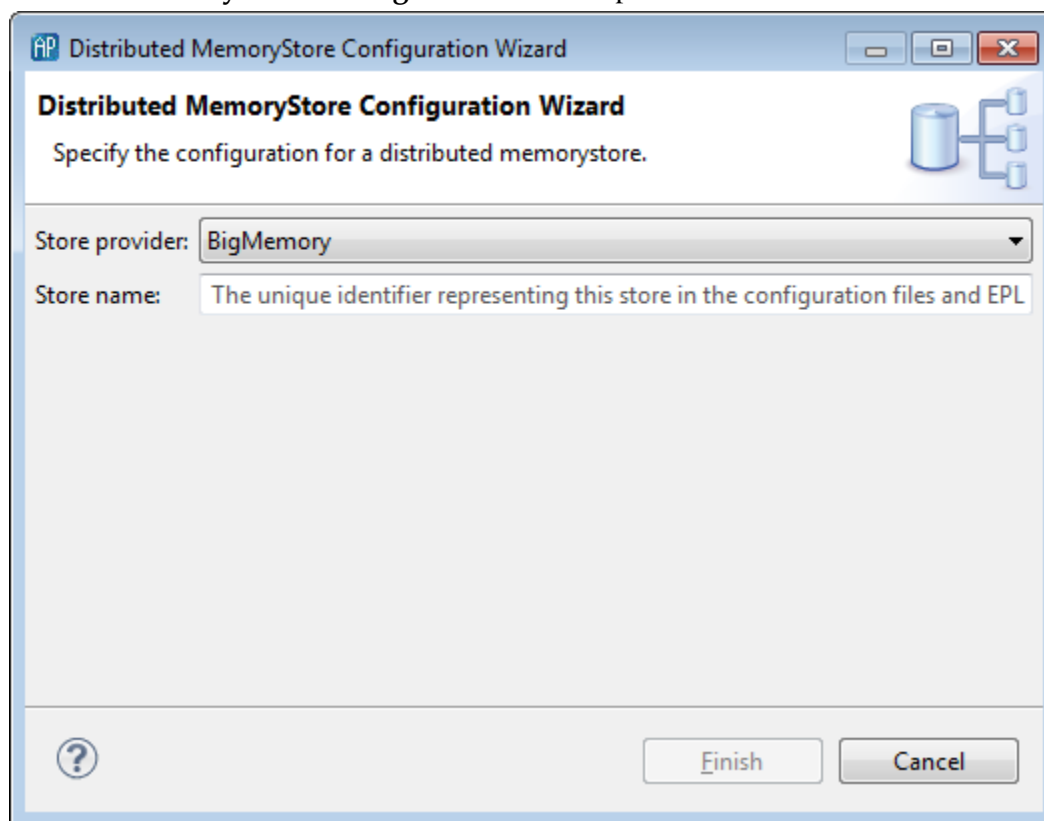 AP Distributed MemoryStore Configuration Wizard
Distributed MemoryStore Configuration Wizard
Specify the configuration for a distributed memorystore.
Store provider: BigMemory
Store name: The unique identifier representing this store in the configuration files and EPL
? Finish Cancel